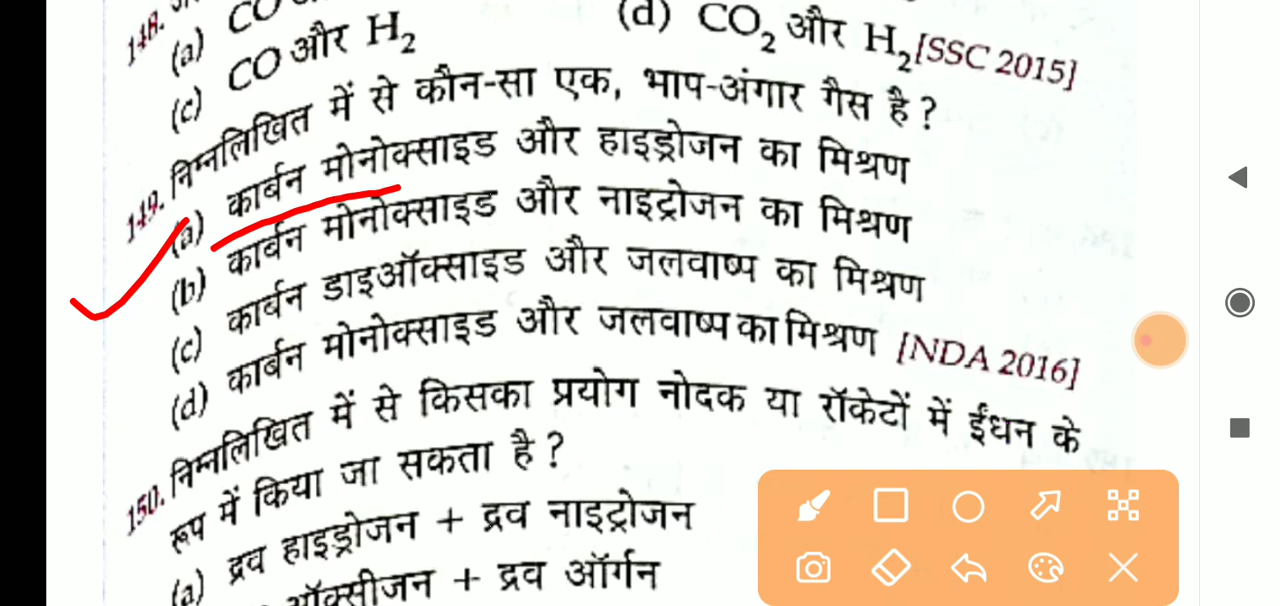 148.
(a) CO
(c) CO और H₂
(d) CO₂ और H₂ [SSC 2015]
149. निम्नलिखित में से कौन-सा एक, भाप-अंगार गैस है ?
(a) कार्बन मोनोक्साइड और हाइड्रोजन का मिश्रण
(b) कार्बन मोनोक्साइड और नाइट्रोजन का मिश्रण
(c) कार्बन डाइऑक्साइड और जलवाष्प का मिश्रण
(d) कार्बन मोनोक्साइड और जलवाष्प का मिश्रण [NDA 2016]
150. निम्नलिखित में से किसका प्रयोग नोदक या रॉकेटों में ईंधन के
रूप में किया जा सकता है ?
(a) द्रव हाइड्रोजन + द्रव नाइट्रोजन
ऑक्सीजन + द्रव ऑर्गन